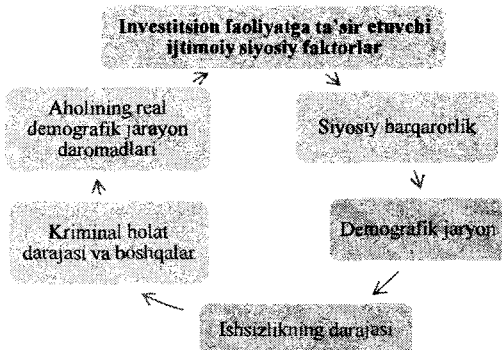 Investitsion faoliyatga ta'sir etuvchi
ijtimoiy siyosiy faktorlar
Siyosiy barqarorlik
Demografik jaryon
Ishsizlikning darajasi
Kriminal holat
darajasi va boshqalar
Aholining real
demografik jarayon
daromadlari